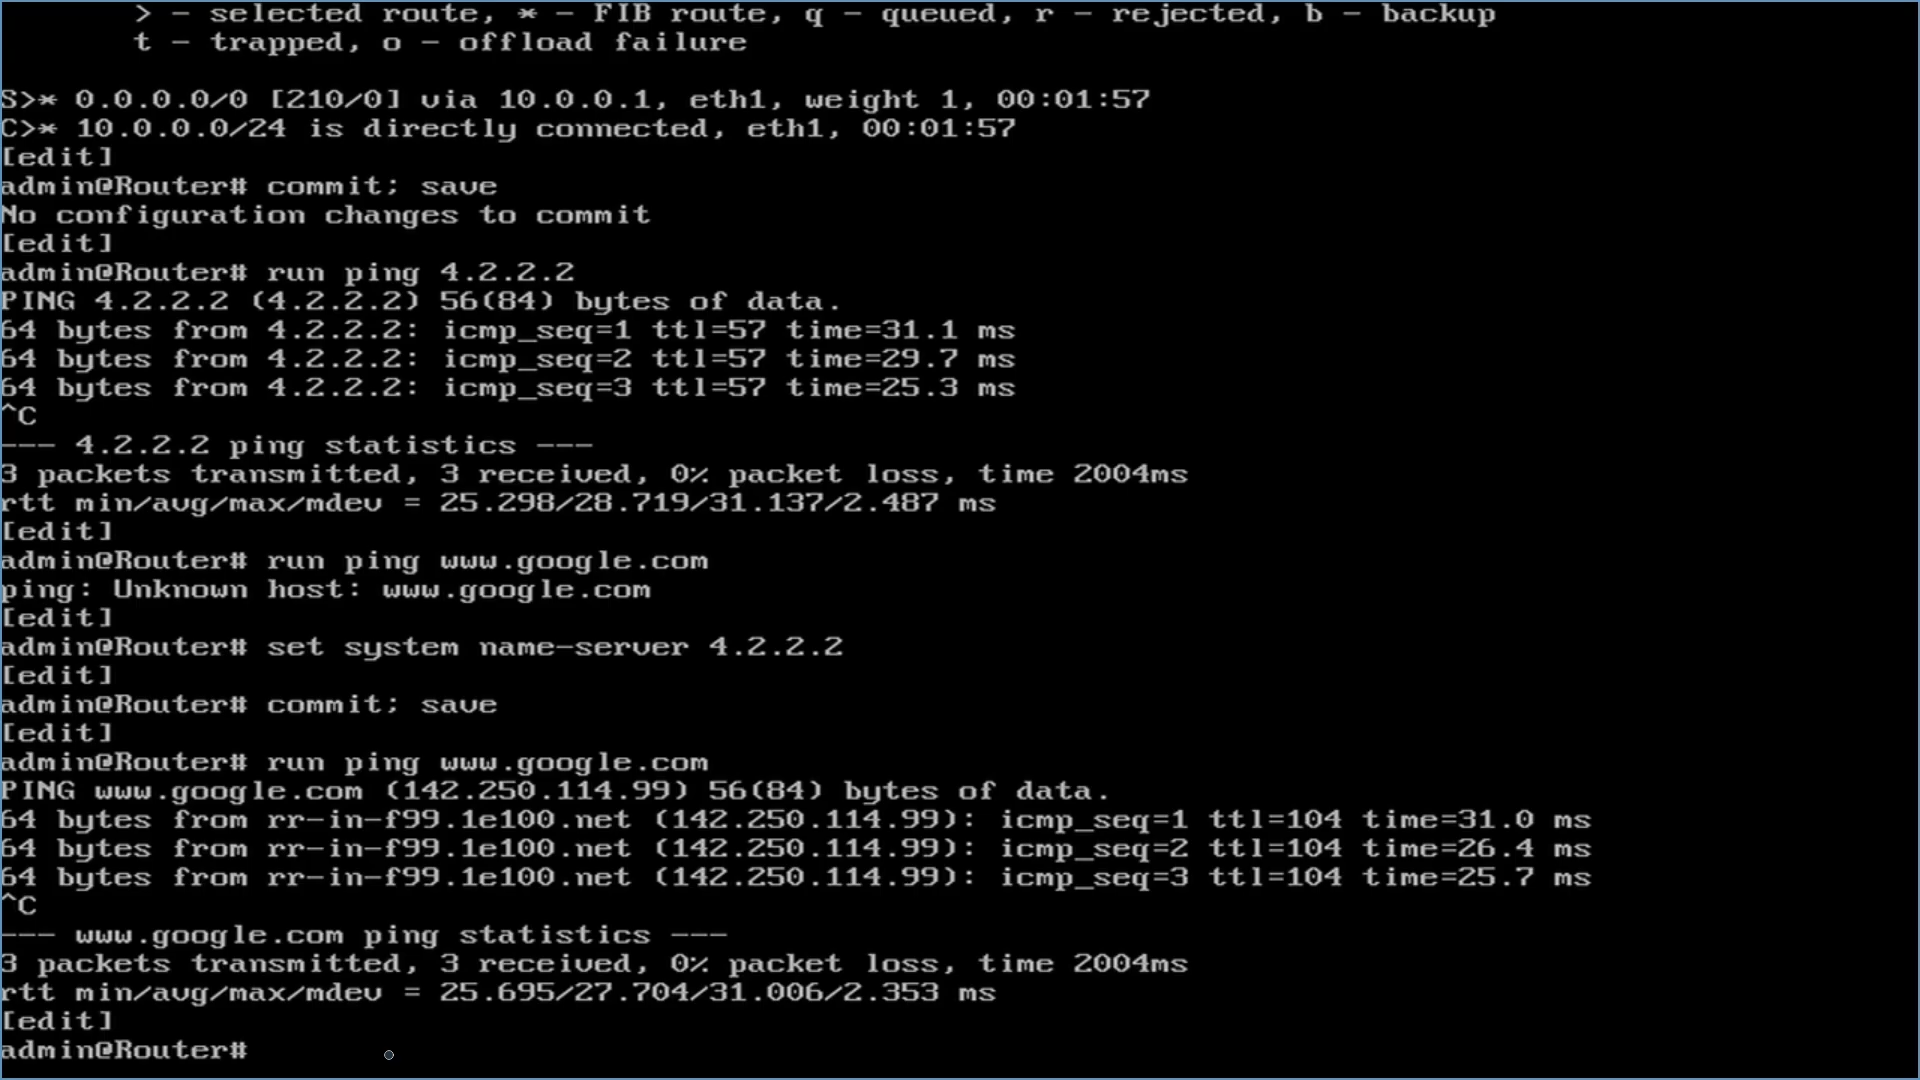 > - selected route, * - FIB route, q - queued, r - rejected, b - backup
t - trapped, o - offload failure
S>* 0.0.0.0/0 [210/0] via 10.0.0.1, eth1, weight 1, 00:01:57
C>* 10.0.0.0/24 is directly connected, eth1, 00:01:57
[edit]
admin@Router# commit; save
No configuration changes to commit
[edit]
admin@Router# run ping 4.2.2.2
PING 4.2.2.2 (4.2.2.2) 56(84) bytes of data.
64 bytes from 4.2.2.2: icmp_seq=1 ttl=57 time=31.1 ms
64 bytes from 4.2.2.2: icmp_seq=2 ttl=57 time=29.7 ms
64 bytes from 4.2.2.2: icmp_seq=3 ttl=57 time=25.3 ms
^C
--- 4.2.2.2 ping statistics ---
3 packets transmitted, 3 received, 0% packet loss, time 2004ms
rtt min/avg/max/mdev = 25.298/28.719/31.137/2.487 ms
[edit]
admin@Router# run ping www.google.com
ping: Unknown host: www.google.com
[edit]
admin@Router# set system name-server 4.2.2.2
[edit]
admin@Router# commit; save
[edit]
admin@Router# run ping www.google.com
PING www.google.com (142.250.114.99) 56(84) bytes of data.
64 bytes from rr-in-f99.1e100.net (142.250.114.99): icmp_seq=1 ttl=104 time=31.0 ms
64 bytes from rr-in-f99.1e100.net (142.250.114.99): icmp_seq=2 ttl=104 time=26.4 ms
64 bytes from rr-in-f99.1e100.net (142.250.114.99): icmp_seq=3 ttl=104 time=25.7 ms
^C
--- www.google.com ping statistics ---
3 packets transmitted, 3 received, 0% packet loss, time 2004ms
rtt min/avg/max/mdev = 25.695/27.704/31.006/2.353 ms
[edit]
admin@Router#